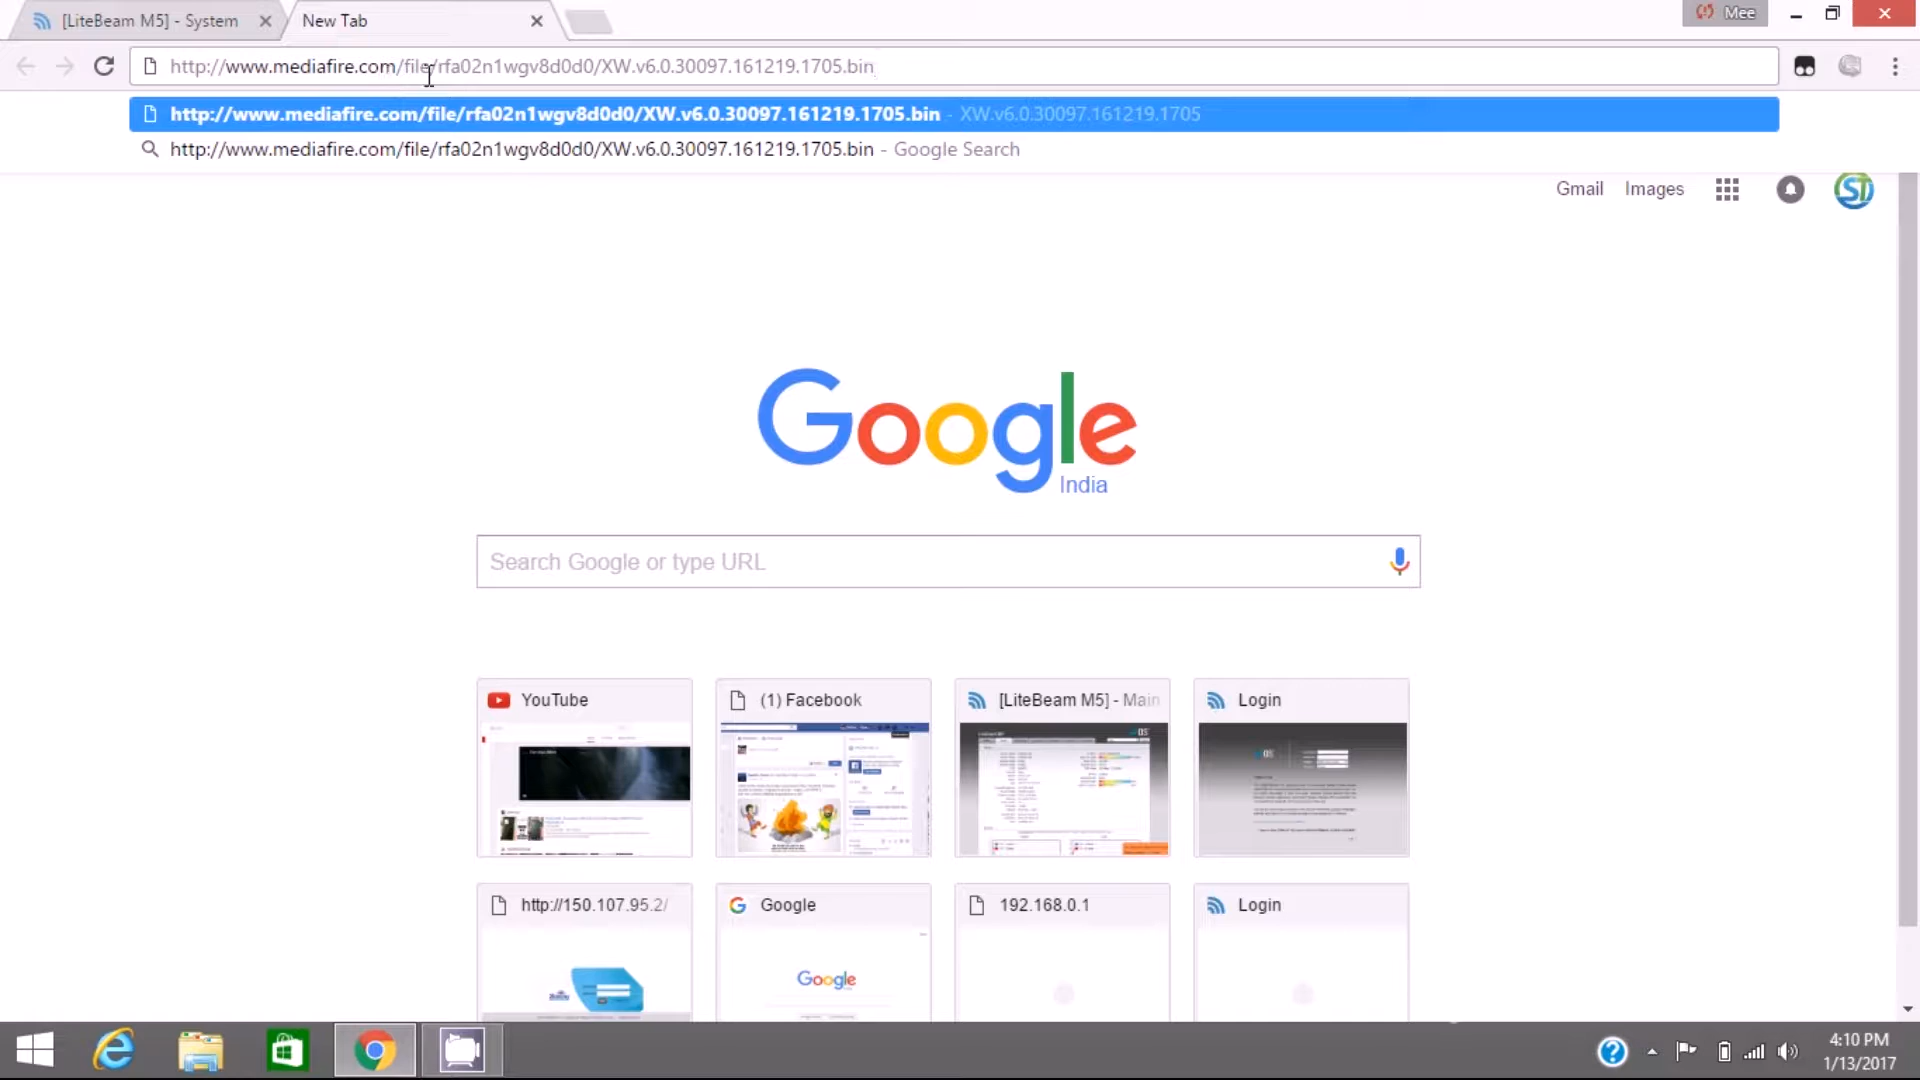 [LiteBeam M5] - System
New Tab
Mee
http://www.mediafire.com/file/rfa02n1wgv8d0d0/XW.v6.0.30097.161219.1705.bin
http://www.mediafire.com/file/rfa02n1wgv8d0d0/XW.v6.0.30097.161219.1705.bin - XW.v6.0.30097.161219.1705
http://www.mediafire.com/file/rfa02n1wgv8d0d0/XW.v6.0.30097.161219.1705.bin - Google Search
Gmail Images
ST
Google
India
Search Google or type URL
YouTube
(1) Facebook
[LiteBeam M5] - Main
Login
http://150.107.95.2/
Google
192.168.0.1
Login
Google
4:10 PM
1/13/2017